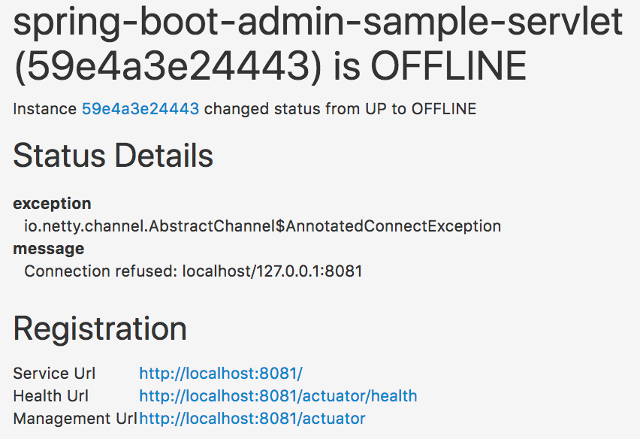 spring-boot-admin-sample-servlet
(59e4a3e24443) is OFFLINE
Instance 59e4a3e24443 changed status from UP to OFFLINE
Status Details
exception
io.netty.channel.AbstractChannel$AnnotatedConnectException
message
Connection refused: localhost/127.0.0.1:8081
Registration
Service Url http://localhost:8081/
Health Url http://localhost:8081/actuator/health
Management Url http://localhost:8081/actuator